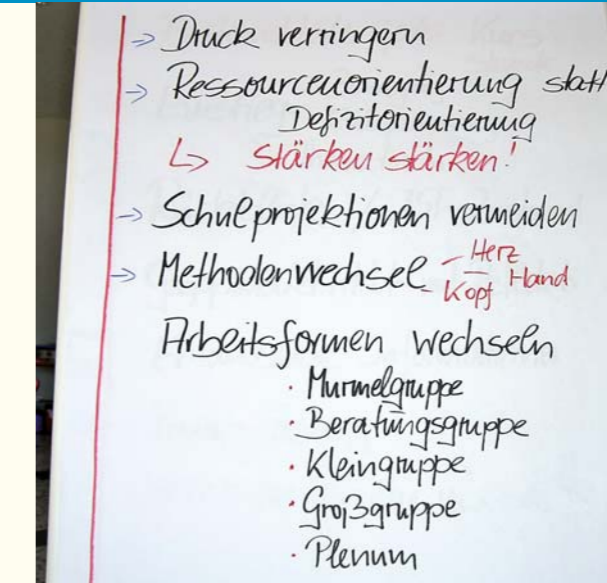 → Druck verringern
→ Ressourcenorientierung statt
Defizitorientierung
↳ Stärken stärken!
→ Schulprojektionen vermeiden
→ Methodenwechsel - Herz
- Kopf - Hand
Arbeitsformen wechseln
· Murmelgruppe
· Beratungsgruppe
· Kleingruppe
· Großgruppe
· Plenum